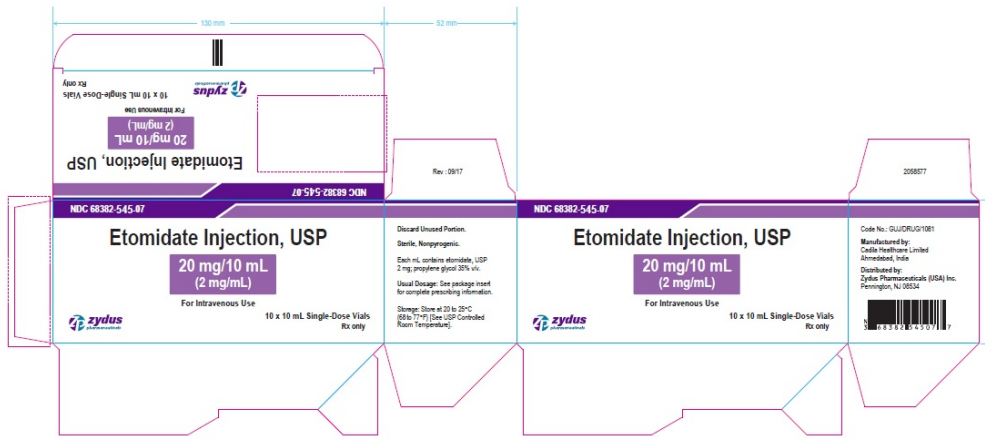 130 mm
52 mm
NDC 68382-545-07
Etomidate Injection, USP
20 mg/10 mL
(2 mg/mL)
For Intravenous Use
10 x 10 mL Single-Dose Vials
Rx only
zydus
pharmaceuticals
Rev : 09/17
2058577
NDC 68382-545-07
Etomidate Injection, USP
20 mg/10 mL
(2 mg/mL)
For Intravenous Use
zydus
pharmaceuticals
10 x 10 mL Single-Dose Vials
Rx only
Discard Unused Portion.
Sterile, Nonpyrogenic.
Each mL contains etomidate, USP
2 mg; propylene glycol 35% v/v.
Usual Dosage: See package insert
for complete prescribing information.
Storage: Store at 20 to 25°C
(68 to 77°F) [See USP Controlled
Room Temperature].
NDC 68382-545-07
Etomidate Injection, USP
20 mg/10 mL
(2 mg/mL)
For Intravenous Use
zydus
pharmaceuticals
10 x 10 mL Single-Dose Vials
Rx only
Code No.: GUJ/DRUG/1081
Manufactured by:
Cadila Healthcare Limited
Ahmedabad, India
Distributed by:
Zydus Pharmaceuticals (USA) Inc.
Pennington, NJ 08534
N
3 68382 54507 7